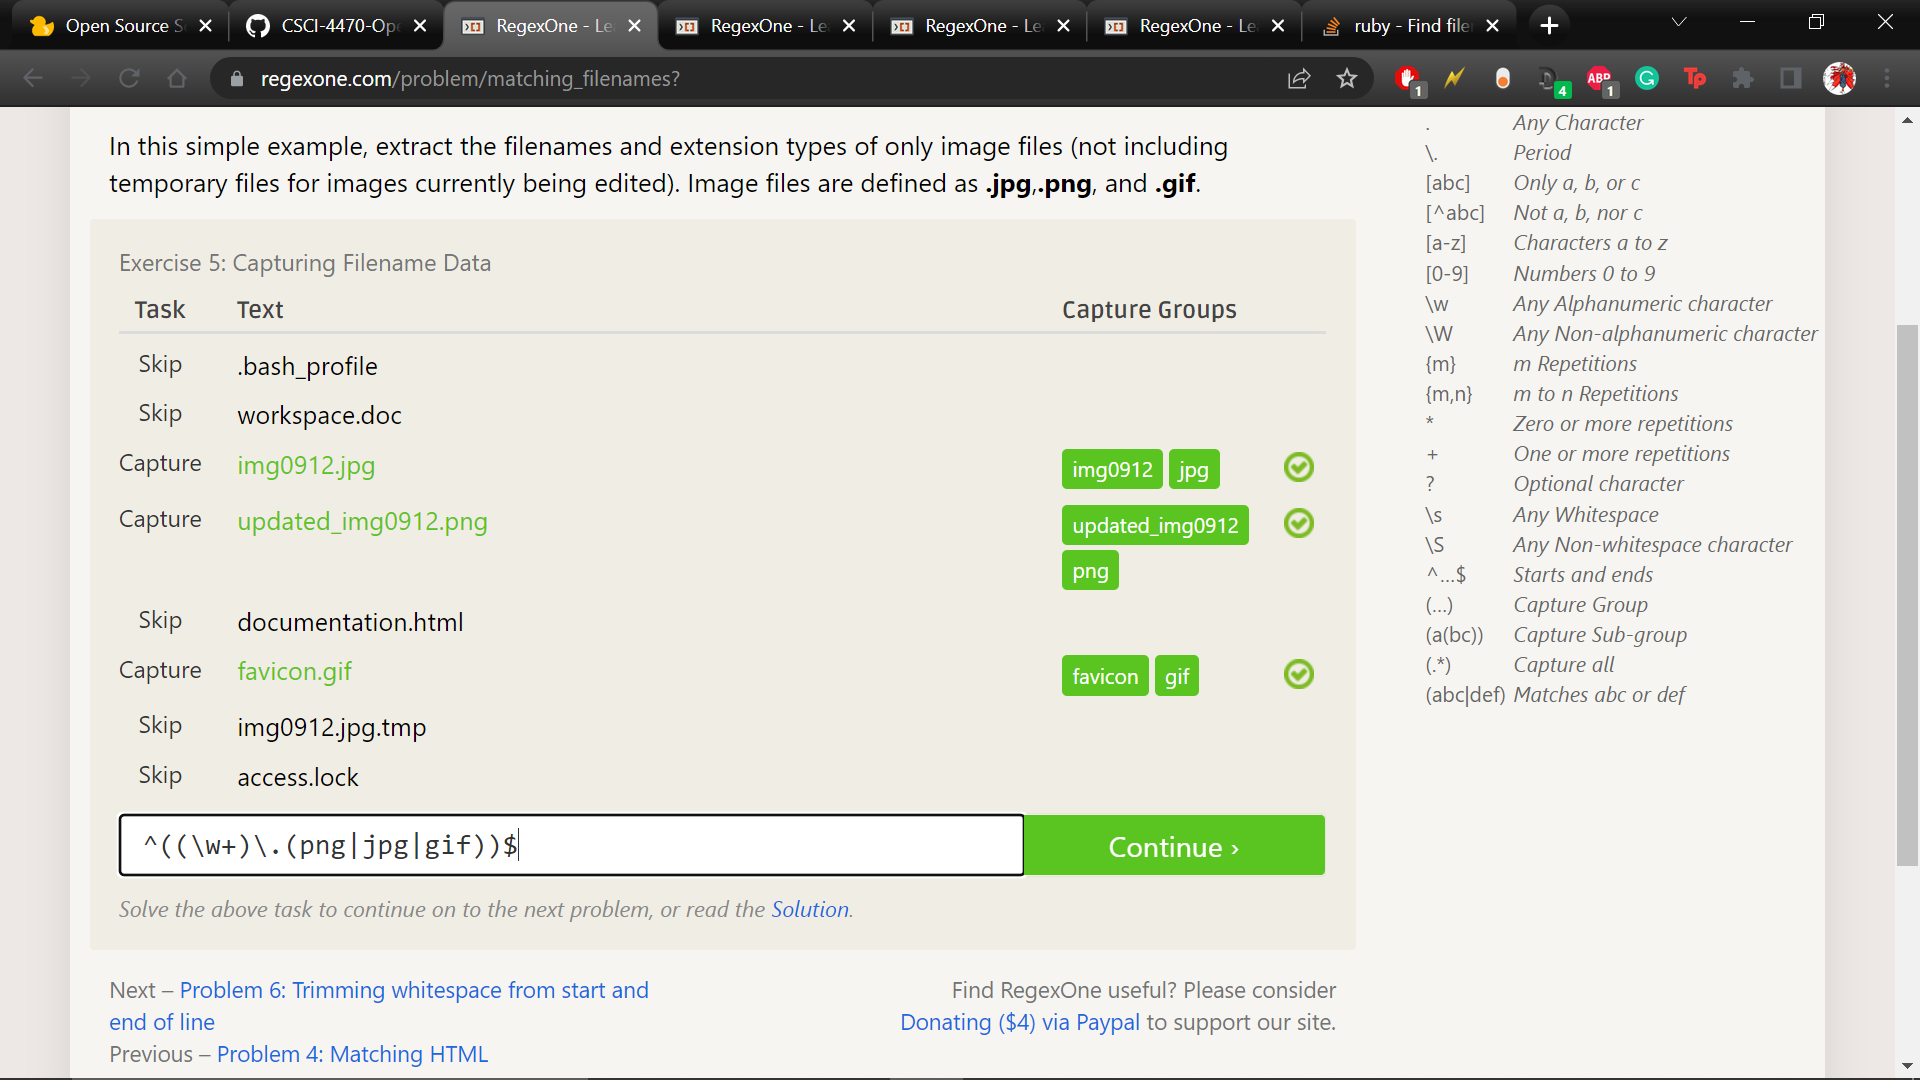 Open Source S
CSCI-4470-Ope
RegexOne - Le
RegexOne - Le
RegexOne - Le
RegexOne - Le
ruby - Find file
regexone.com/problem/matching_filenames?
1
4
ABP
1
Tp
In this simple example, extract the filenames and extension types of only image files (not including
temporary files for images currently being edited). Image files are defined as .jpg,.png, and .gif.
Exercise 5: Capturing Filename Data
Task Text Capture Groups
Skip .bash_profile
Skip workspace.doc
Capture img0912.jpg img0912 jpg
Capture updated_img0912.png updated_img0912
png
Skip documentation.html
Capture favicon.gif favicon gif
Skip img0912.jpg.tmp
Skip access.lock
^((\w+)\.(png|jpg|gif))$
Continue ›
Solve the above task to continue on to the next problem, or read the Solution.
Next – Problem 6: Trimming whitespace from start and
end of line
Previous – Problem 4: Matching HTML
Find RegexOne useful? Please consider
Donating ($4) via Paypal to support our site.
. Any Character
\. Period
[abc] Only a, b, or c
[^abc] Not a, b, nor c
[a-z] Characters a to z
[0-9] Numbers 0 to 9
\w Any Alphanumeric character
\W Any Non-alphanumeric character
{m} m Repetitions
{m,n} m to n Repetitions
* Zero or more repetitions
+ One or more repetitions
? Optional character
\s Any Whitespace
\S Any Non-whitespace character
^…$ Starts and ends
(…) Capture Group
(a(bc)) Capture Sub-group
(.*) Capture all
(abc|def) Matches abc or def